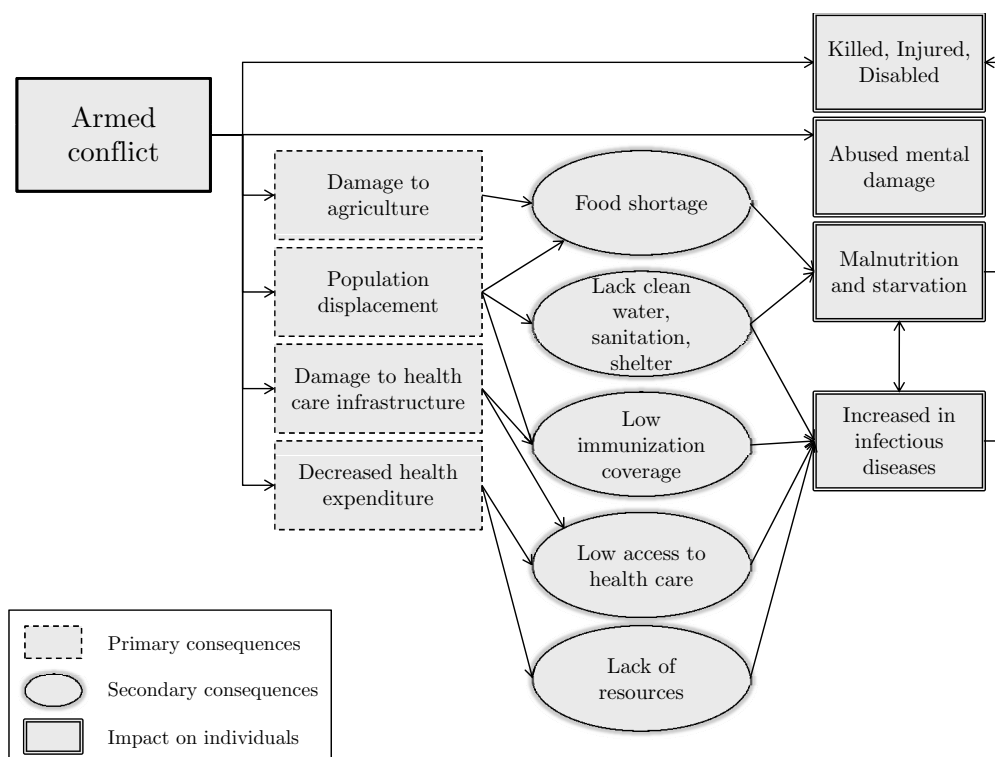 Armed
conflict
Damage to
agriculture
Population
displacement
Damage to health
care infrastructure
Decreased health
expenditure
Food shortage
Lack clean
water,
sanitation,
shelter
Low
immunization
coverage
Low access to
health care
Lack of
resources
Killed, Injured,
Disabled
Abused mental
damage
Malnutrition
and starvation
Increased in
infectious
diseases
Primary consequences
Secondary consequences
Impact on individuals